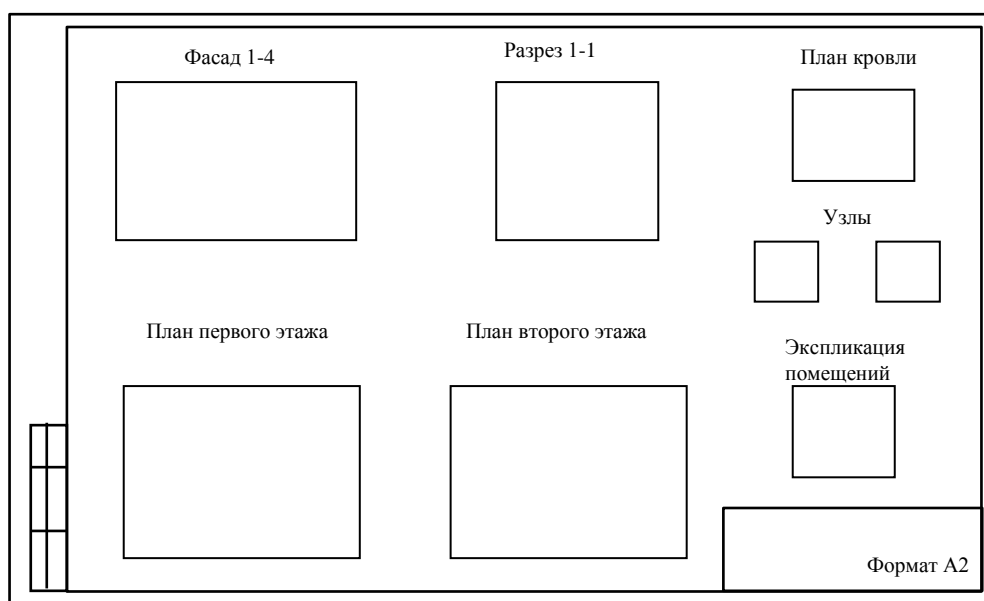 Фасад 1-4
Разрез 1-1
План кровли
Узлы
План первого этажа
План второго этажа
Экспликация
помещений
Формат А2